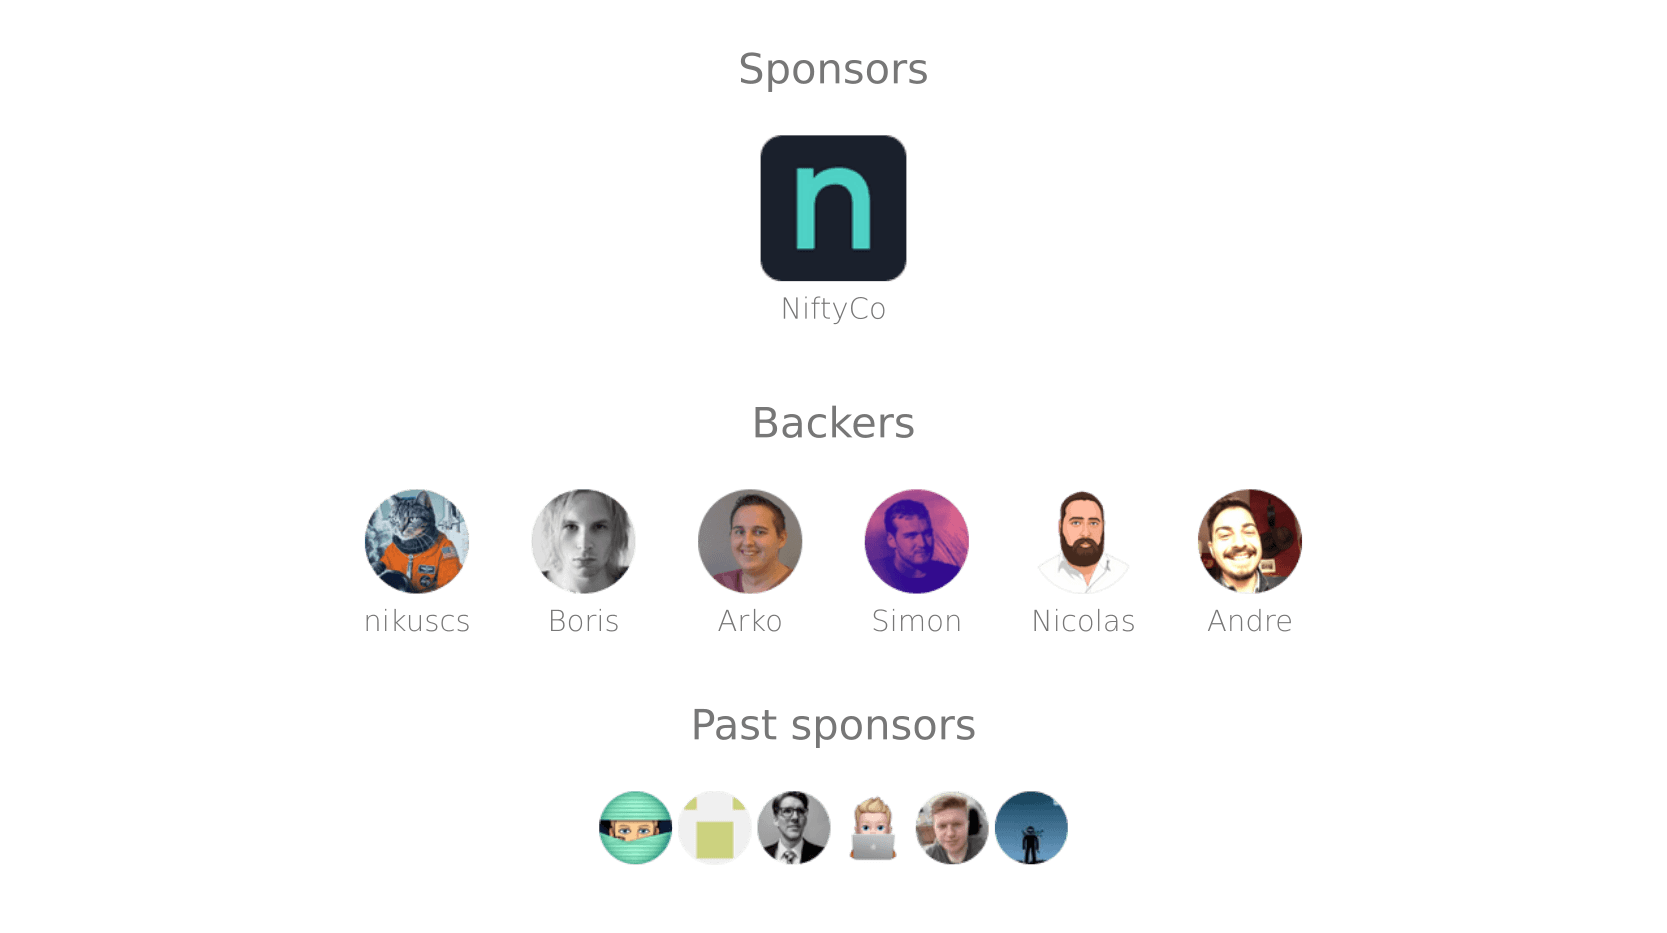 Sponsors
n
NiftyCo
Backers
nikuscs Boris Arko Simon Nicolas Andre
Past sponsors